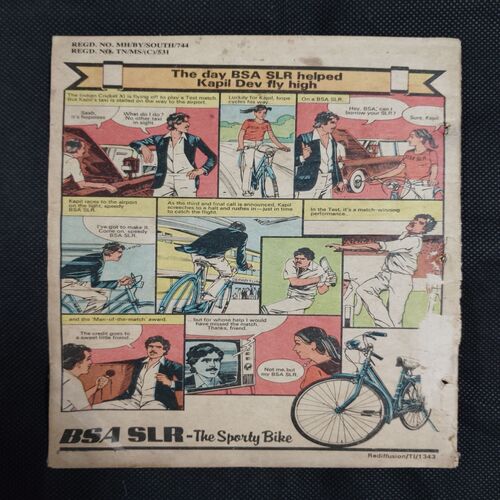 REGD. NO. MH/BY/SOUTH/744
REGD. NO. TN/MS/(C)/531
The day BSA SLR helped
Kapil Dev fly high
The Indian Cricket XI is flying off to play a Test match.
But Kapil's taxi is stalled on the way to the airport.
Saab,
it's hopeless
What do I do?
No other taxi
in sight
Luckily for Kapil, hope
cycles his way.
On a BSA SLR.
Hey, BSA, can I
borrow your SLR?
Sure, Kapil.
Kapil races to the airport
on the light, speedy
BSA SLR.
I've got to make it.
Come on, speedy
BSA SLR.
As the third and final call is announced, Kapil
screeches to a halt and rushes in—just in time
to catch the flight.
In the Test, it's a match-winning
performance..
and the 'Man-of-the-match' award.
The credit goes to
a sweet little friend.
..but for whose help I would
have missed the match.
Thanks, friend.
Not me, but
my BSA SLR.
BSA SLR-The Sporty Bike
Rediffusion/TI/1343